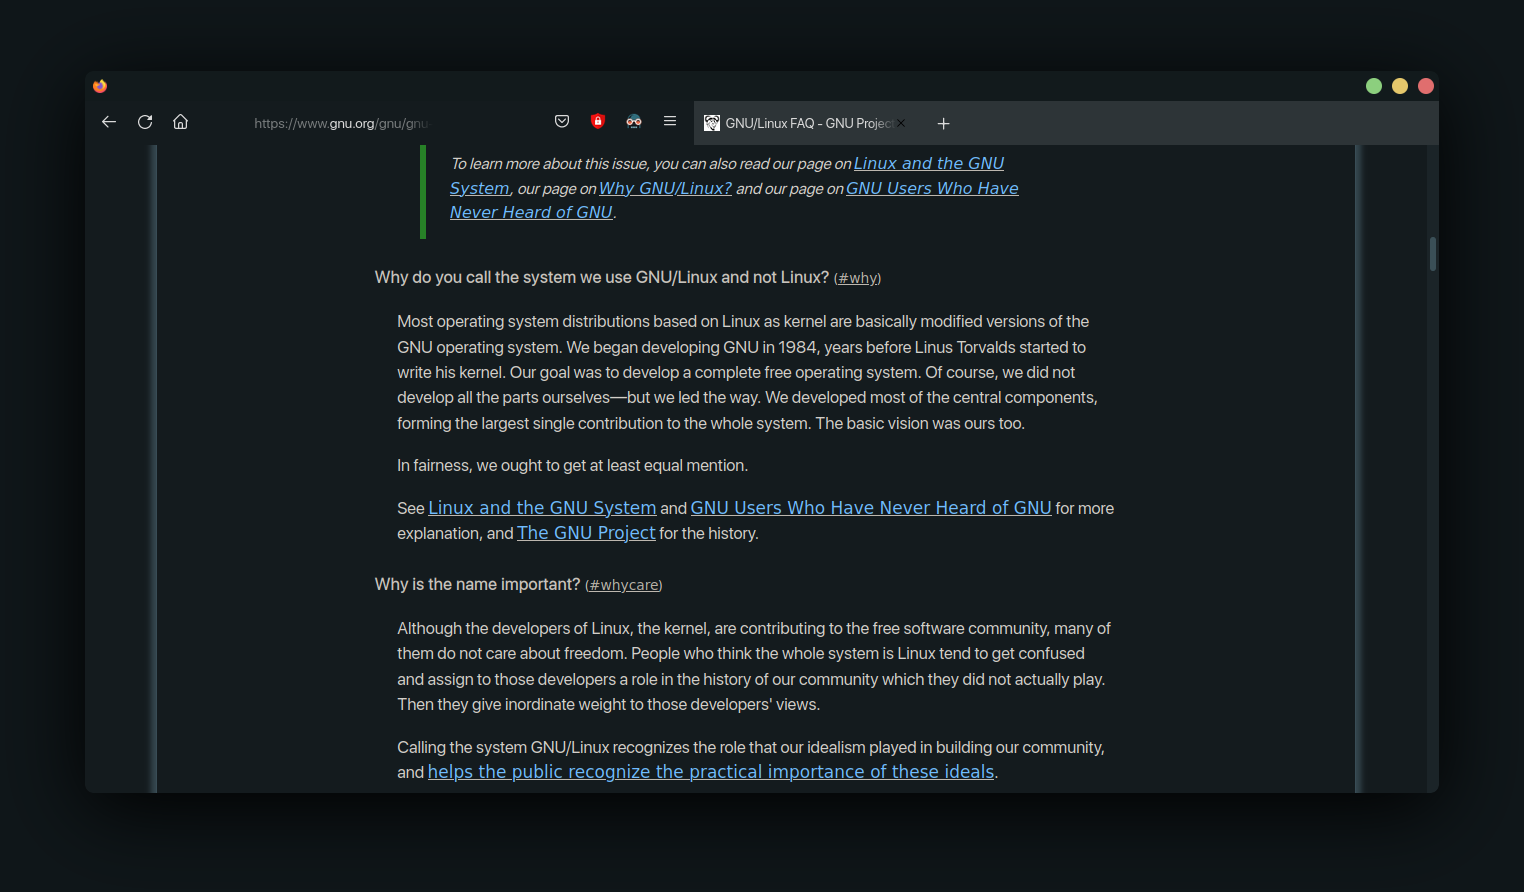 https://www.gnu.org/gnu/gnu-
GNU/Linux FAQ - GNU Project
To learn more about this issue, you can also read our page on Linux and the GNU
System, our page on Why GNU/Linux? and our page on GNU Users Who Have
Never Heard of GNU.
Why do you call the system we use GNU/Linux and not Linux? (#why)
Most operating system distributions based on Linux as kernel are basically modified versions of the
GNU operating system. We began developing GNU in 1984, years before Linus Torvalds started to
write his kernel. Our goal was to develop a complete free operating system. Of course, we did not
develop all the parts ourselves—but we led the way. We developed most of the central components,
forming the largest single contribution to the whole system. The basic vision was ours too.
In fairness, we ought to get at least equal mention.
See Linux and the GNU System and GNU Users Who Have Never Heard of GNU for more
explanation, and The GNU Project for the history.
Why is the name important? (#whycare)
Although the developers of Linux, the kernel, are contributing to the free software community, many of
them do not care about freedom. People who think the whole system is Linux tend to get confused
and assign to those developers a role in the history of our community which they did not actually play.
Then they give inordinate weight to those developers' views.
Calling the system GNU/Linux recognizes the role that our idealism played in building our community,
and helps the public recognize the practical importance of these ideals.